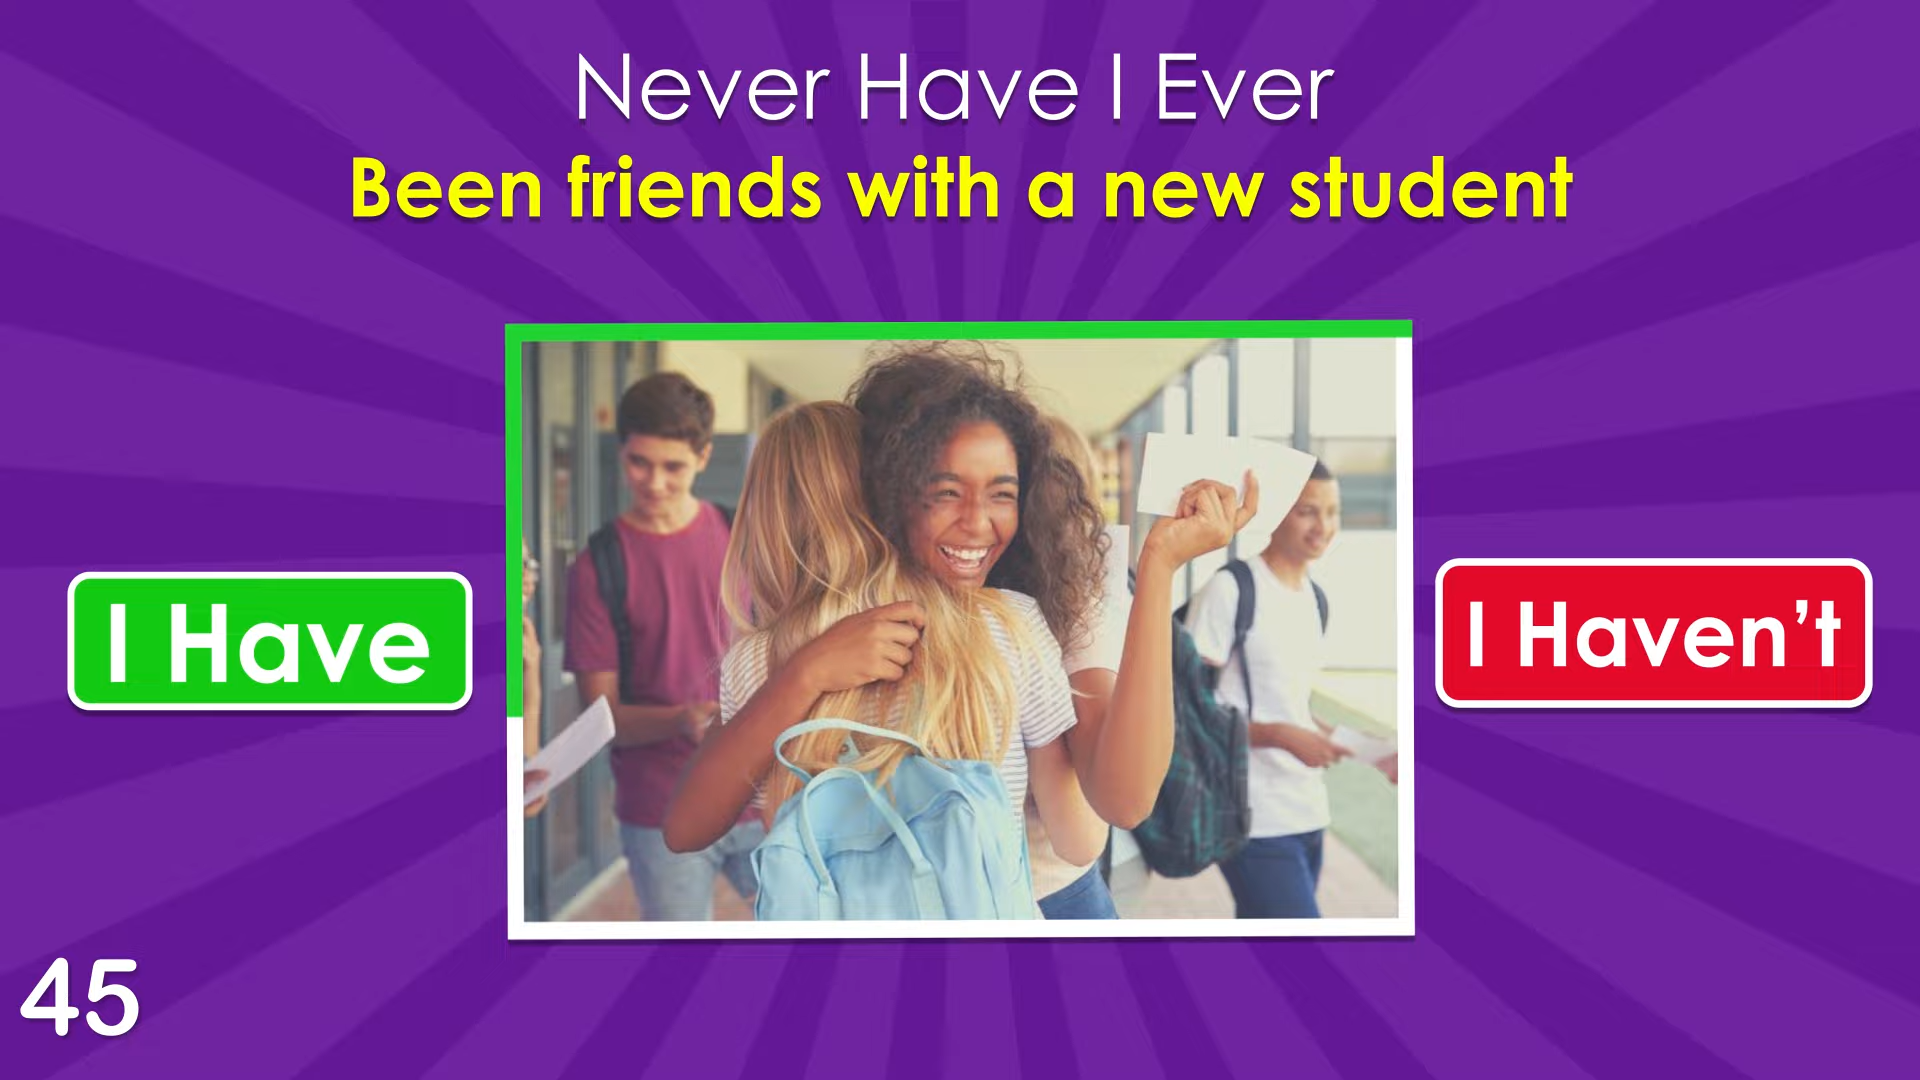 Never Have I Ever
Been friends with a new student
I Have
I Haven't
45